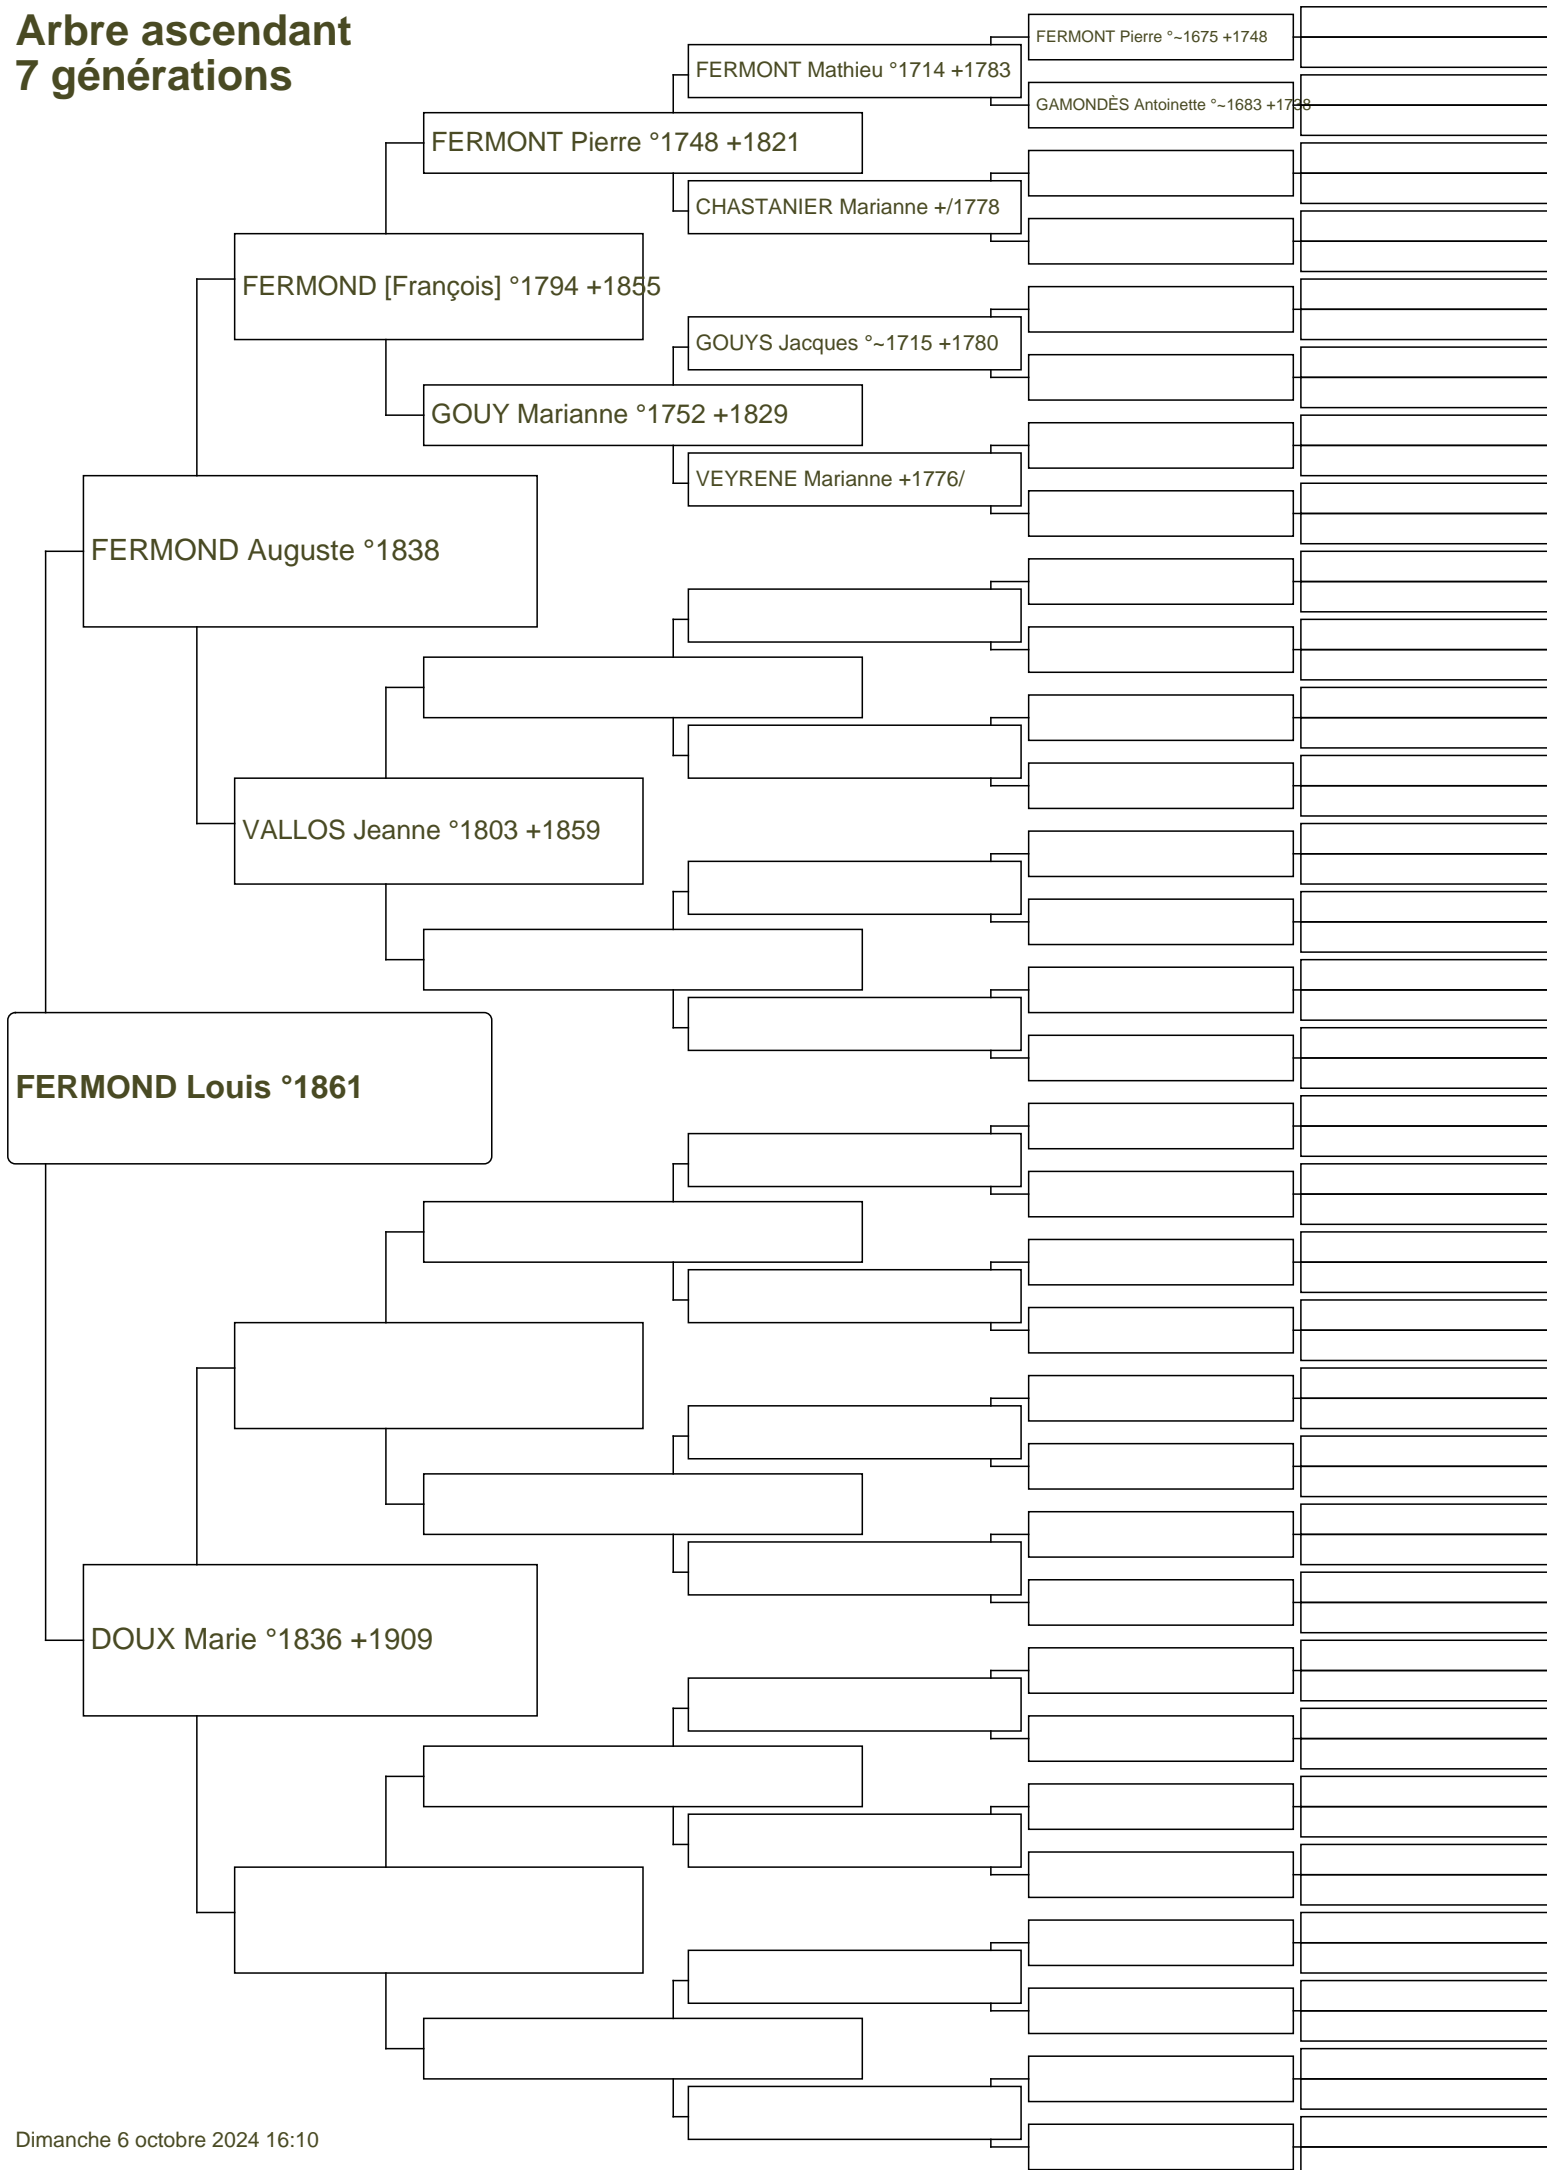 Arbre ascendant
7 générations
FERMONT Pierre °~1675 +1748
FERMONT Mathieu °1714 +1783
GAMONDÈS Antoinette °~1683 +1738
FERMONT Pierre °1748 +1821
CHASTANIER Marianne +/1778
FERMOND [François] °1794 +1855
GOUYS Jacques °~1715 +1780
GOUY Marianne °1752 +1829
VEYRENE Marianne +1776/
FERMOND Auguste °1838
VALLOS Jeanne °1803 +1859
FERMOND Louis °1861
DOUX Marie °1836 +1909
Dimanche 6 octobre 2024 16:10